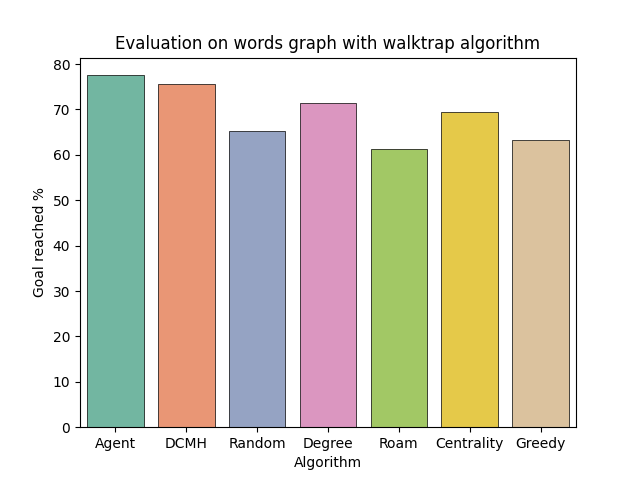 Evaluation on words graph with walktrap algorithm
80
70
60
50
40
30
20
10
0
Goal reached %
Agent DCMH Random Degree Roam Centrality Greedy
Algorithm